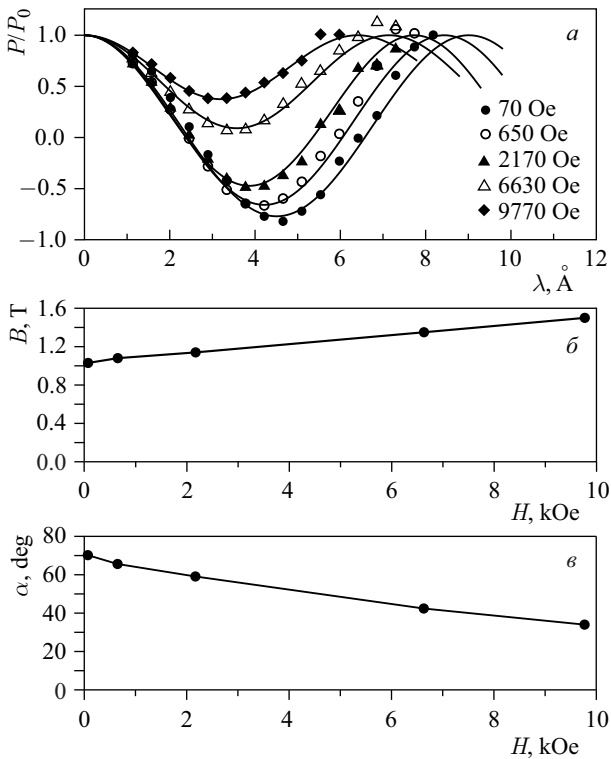 P/P0
а
1.0
0.5
0.0
−0.5
−1.0
70 Oe
650 Oe
2170 Oe
6630 Oe
9770 Oe
0 2 4 6 8 10 12
λ, Å
B, T
б
1.6
1.2
0.8
0.4
0.0
0 2 4 6 8 10
H, kOe
α, deg
в
80
70
60
40
20
0
0 2 4 6 8 10
H, kOe